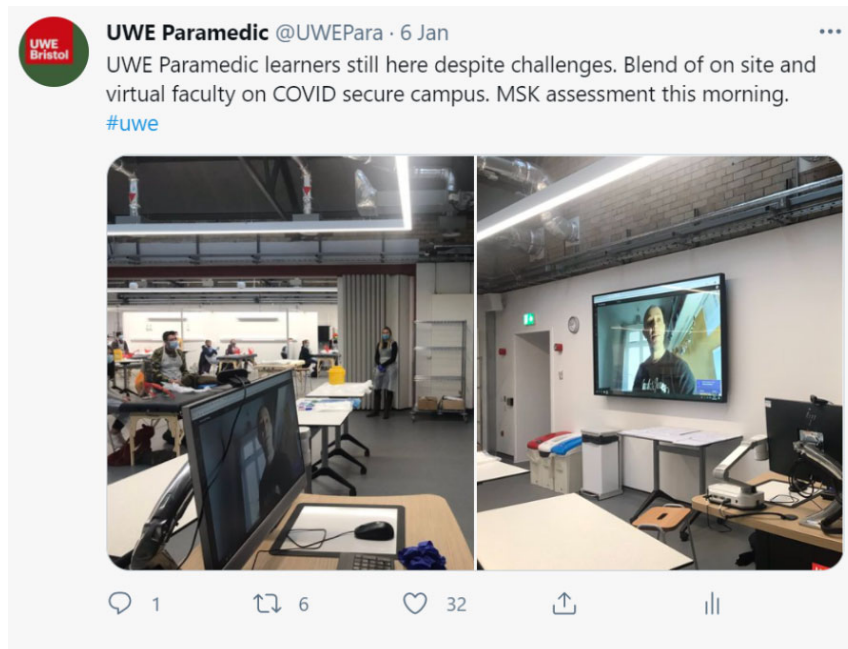 UWE
Bristol
UWE Paramedic @UWEPara · 6 Jan
UWE Paramedic learners still here despite challenges. Blend of on site and
virtual faculty on COVID secure campus. MSK assessment this morning.
#uwe
1 6 32